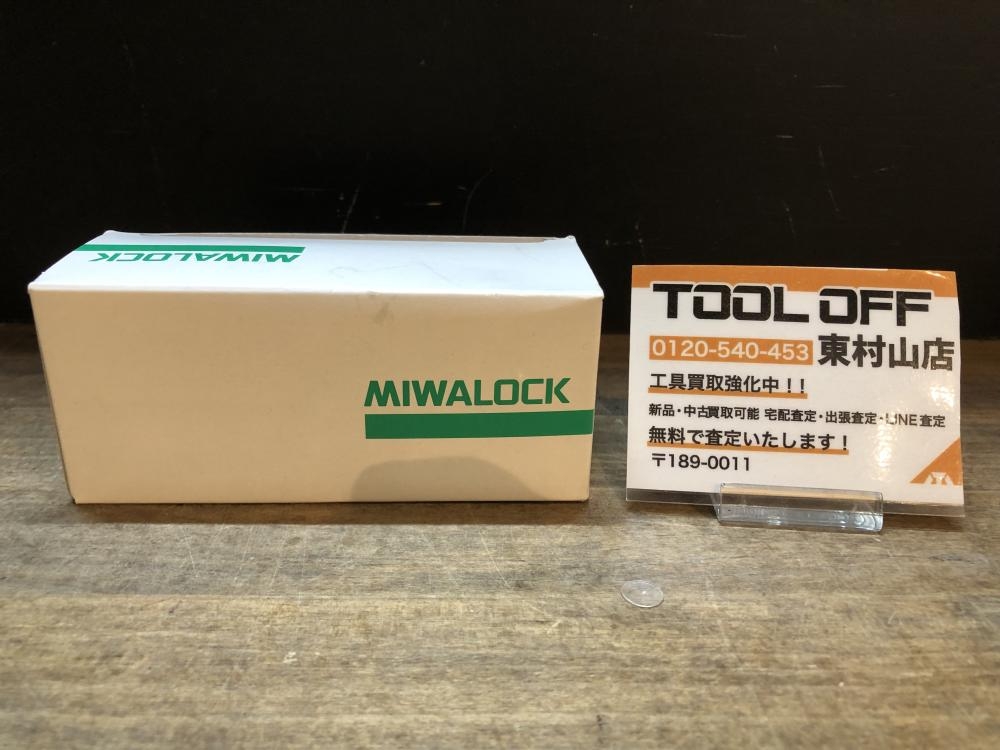 MIWALOCK
MIWALOCK
TOOL OFF
0120-540-453 東村山店
工具買取強化中！！
新品・中古買取可能 宅配査定・出張査定・LINE査定
無料で査定いたします！
〒189-0011